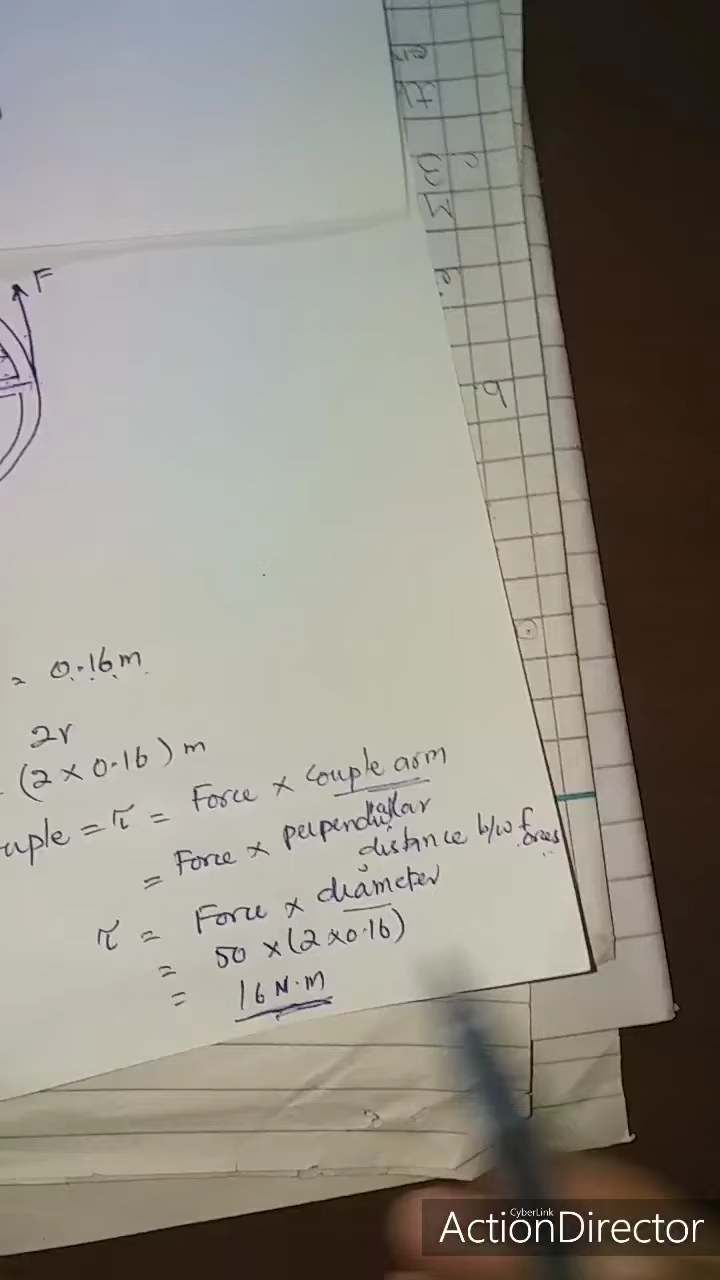 F
= 0.16m
2r
(2 × 0.16) m
uple = τ = Force × couple arm
= Force × perpendicular
distance b/w forces
τ = Force × diameter
= 50 × (2 × 0.16)
= 16 N.m
CyberLink
ActionDirector